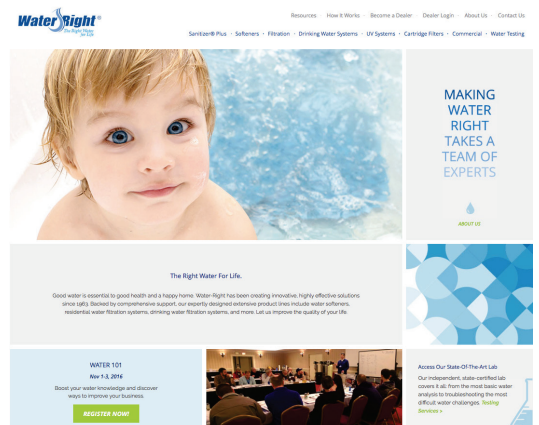 Water Right®
The Right Water
for Life
Resources · How It Works · Become a Dealer · Dealer Login · About Us · Contact Us
Sanitizer® Plus · Softeners · Filtration · Drinking Water Systems · UV Systems · Cartridge Filters · Commercial · Water Testing
MAKING
WATER
RIGHT
TAKES A
TEAM OF
EXPERTS
ABOUT US
The Right Water For Life.
Good water is essential to good health and a happy home. Water-Right has been creating innovative, highly effective solutions
since 1963. Backed by comprehensive support, our expertly designed extensive product lines include water softeners,
residential water filtration systems, drinking water filtration systems, and more. Let us improve the quality of your life.
WATER 101
Nov 1-3, 2016
Boost your water knowledge and discover
ways to improve your business.
REGISTER NOW!
Access Our State-Of-The-Art Lab
Our independent, state-certified lab
covers it all: from the most basic water
analysis to troubleshooting the most
difficult water challenges. Testing
Services »